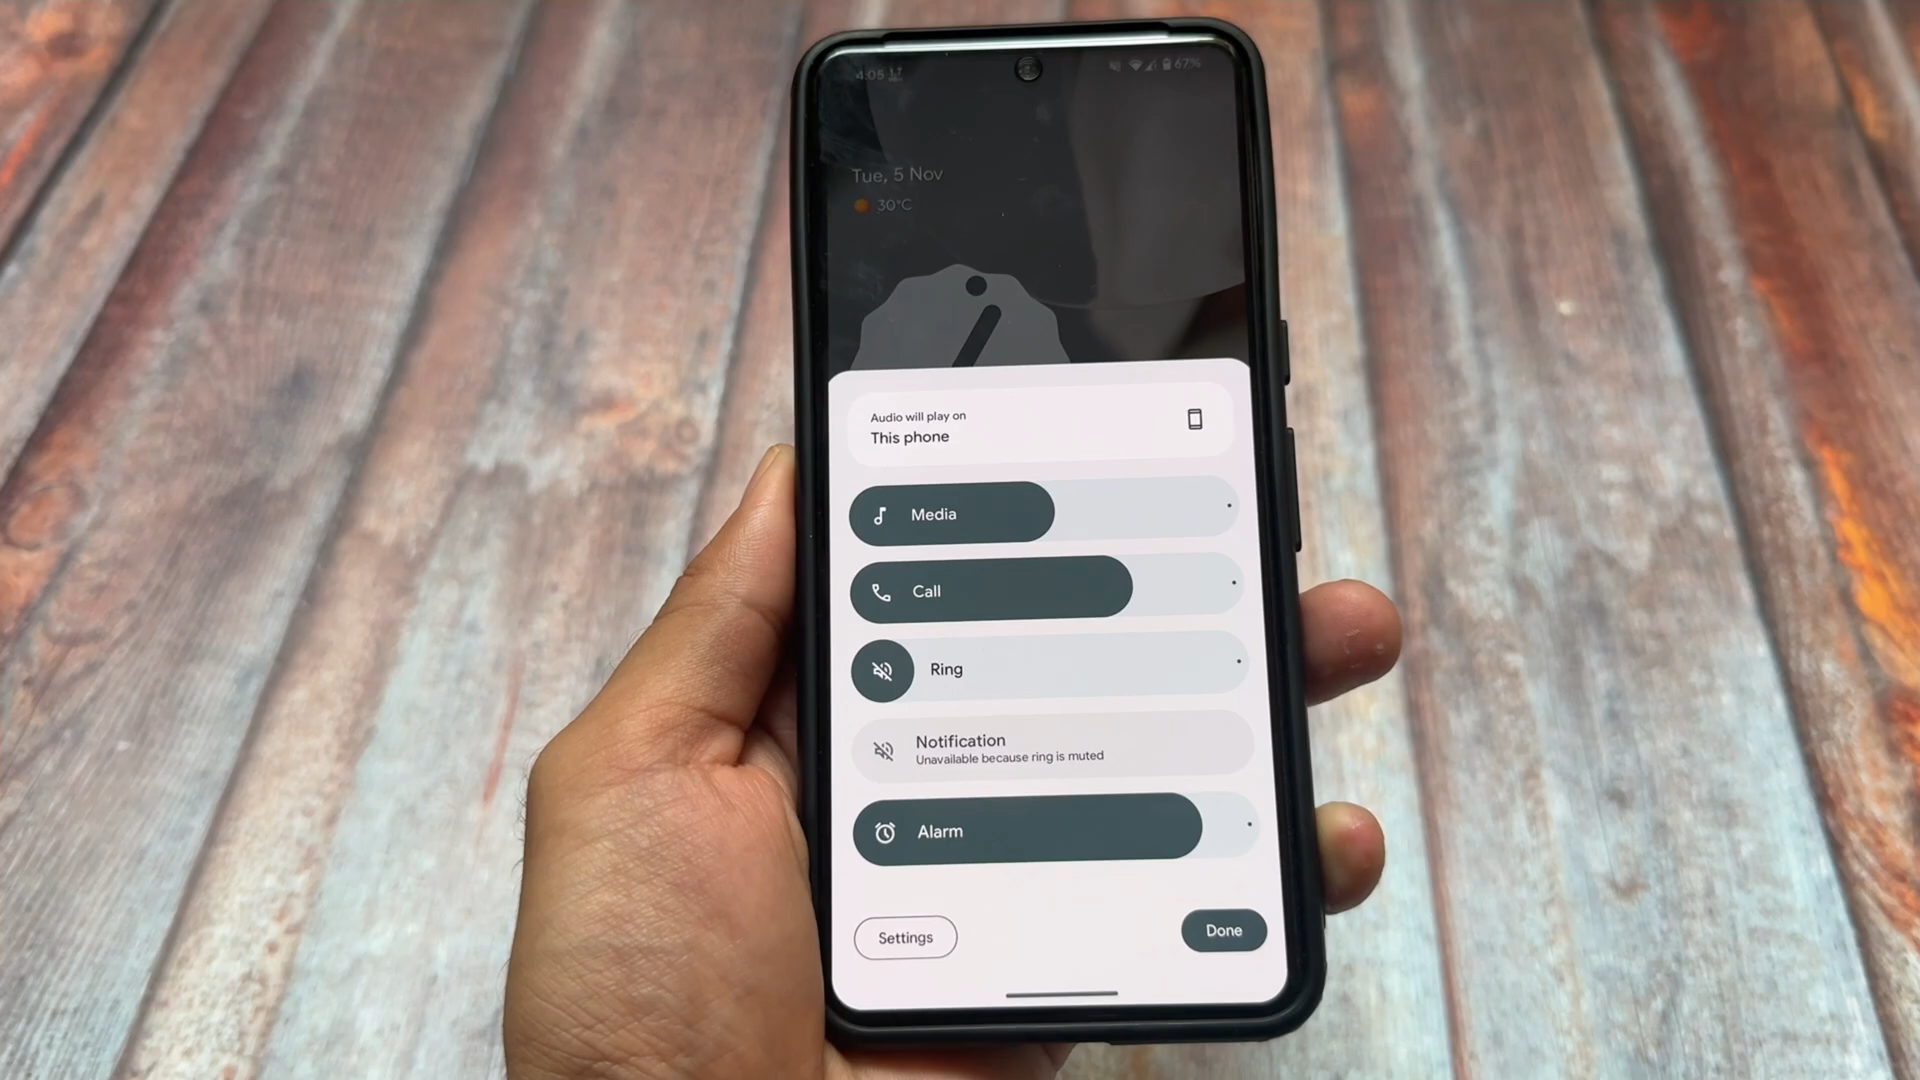 4:05 67%
Tue, 5 Nov
30°C
Audio will play on
This phone
Media
Call
Ring
Notification
Unavailable because ring is muted
Alarm
Settings
Done